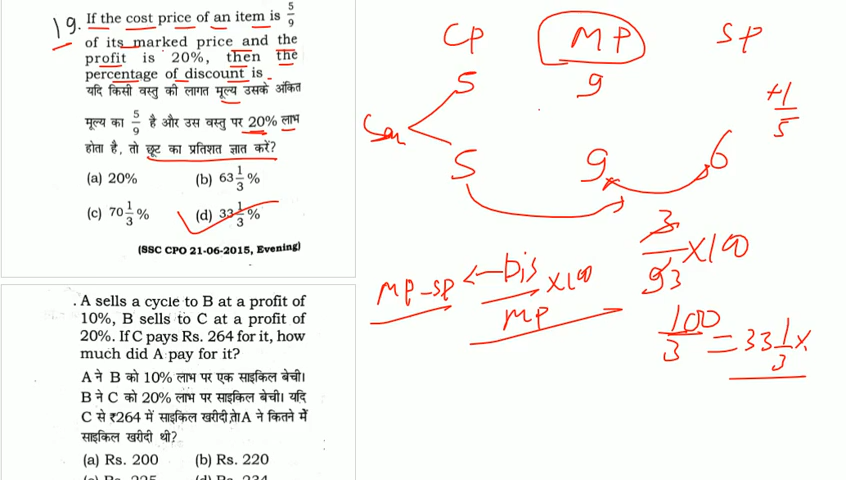 19. If the cost price of an item is 5/9
of its marked price and the
profit is 20%, then the
percentage of discount is
यदि किसी वस्तु की लागत मूल्य उसके अंकित
मूल्य का 5/9 है और उस वस्तु पर 20% लाभ
होता है, तो छूट का प्रतिशत ज्ञात करें?
(a) 20% (b) 63 1/3 %
(c) 70 1/3 % (d) 33 1/3 %
(SSC CPO 21-06-2015, Evening)
. A sells a cycle to B at a profit of
10%, B sells to C at a profit of
20%. If C pays Rs. 264 for it, how
much did A pay for it?
A ने B को 10% लाभ पर एक साइकिल बेची।
B ने C को 20% लाभ पर साइकिल बेची। यदि
C से ₹264 में साइकिल खरीदी,तो A ने कितने में
साइकिल खरीदी थी?
(a) Rs. 200 (b) Rs. 220
CP MP SP
5 9
+1/5
5 9 6
3/9 3 ×100
MP-SP ← Dis/MP ×100
100/3 = 33 1/3 %